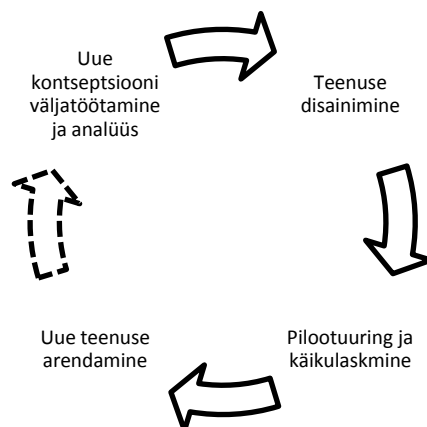 Uue
kontseptsiooni
väljatöötamine
ja analüüs
Teenuse
disainimine
Pilootuuring ja
käikulaskmine
Uue teenuse
arendamine